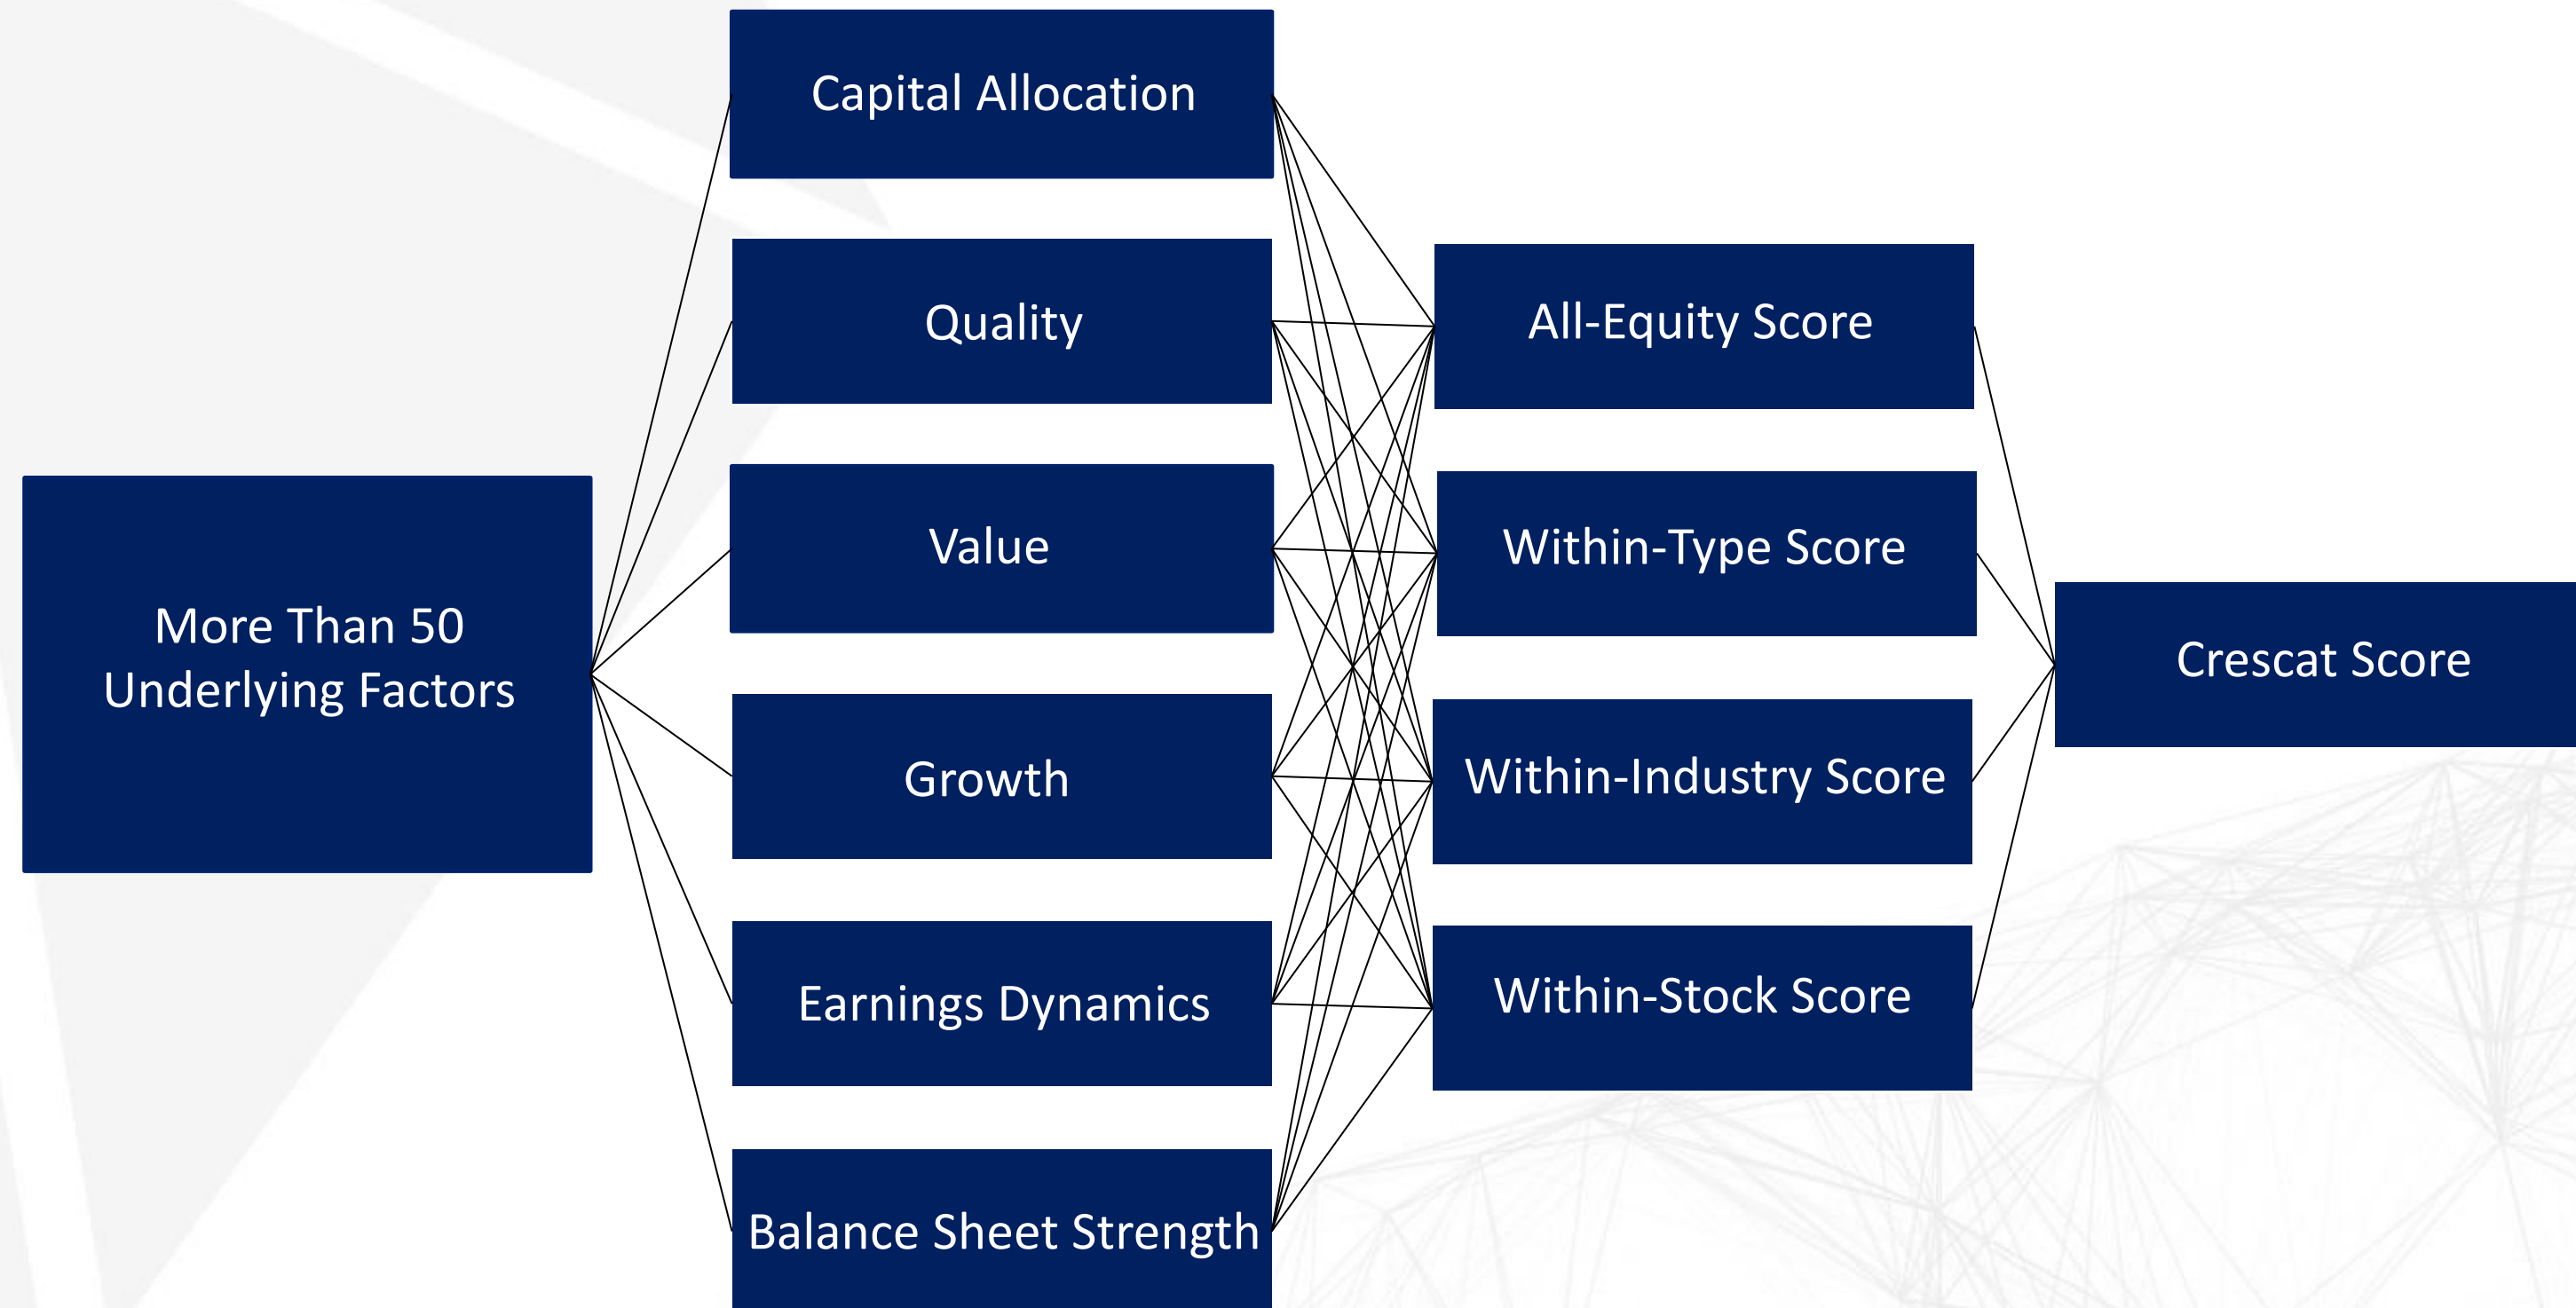 More Than 50
Underlying Factors
Capital Allocation
Quality
Value
Growth
Earnings Dynamics
Balance Sheet Strength
All-Equity Score
Within-Type Score
Within-Industry Score
Within-Stock Score
Crescat Score